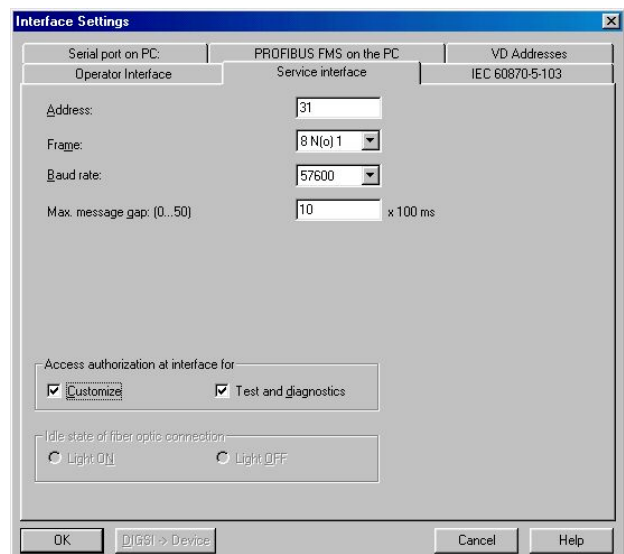 Interface Settings
Serial port on PC: PROFIBUS FMS on the PC VD Addresses
Operator Interface Service interface IEC 60870-5-103
Address: 31
Frame: 8 N(o) 1
Baud rate: 57600
Max. message gap: (0...50) 10 x 100 ms
Access authorization at interface for
Customize Test and diagnostics
Idle state of fiber optic connection
Light ON Light OFF
OK DIGSI -> Device Cancel Help